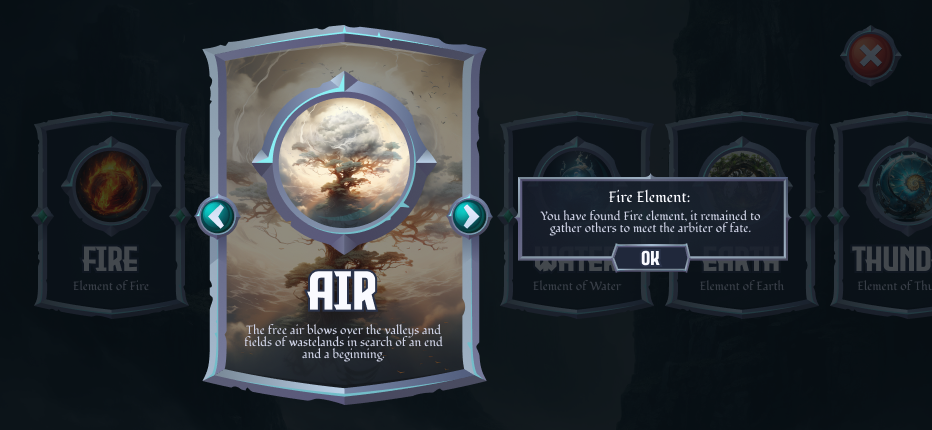 FIRE
Element of Fire
AIR
The free air blows over the valleys and
fields of wastelands in search of an end
and a beginning.
Fire Element:
You have found Fire element, it remained to
gather others to meet the arbiter of fate.
OK
WATER
Element of Water
EARTH
Element of Earth
THUND
Element of Thu